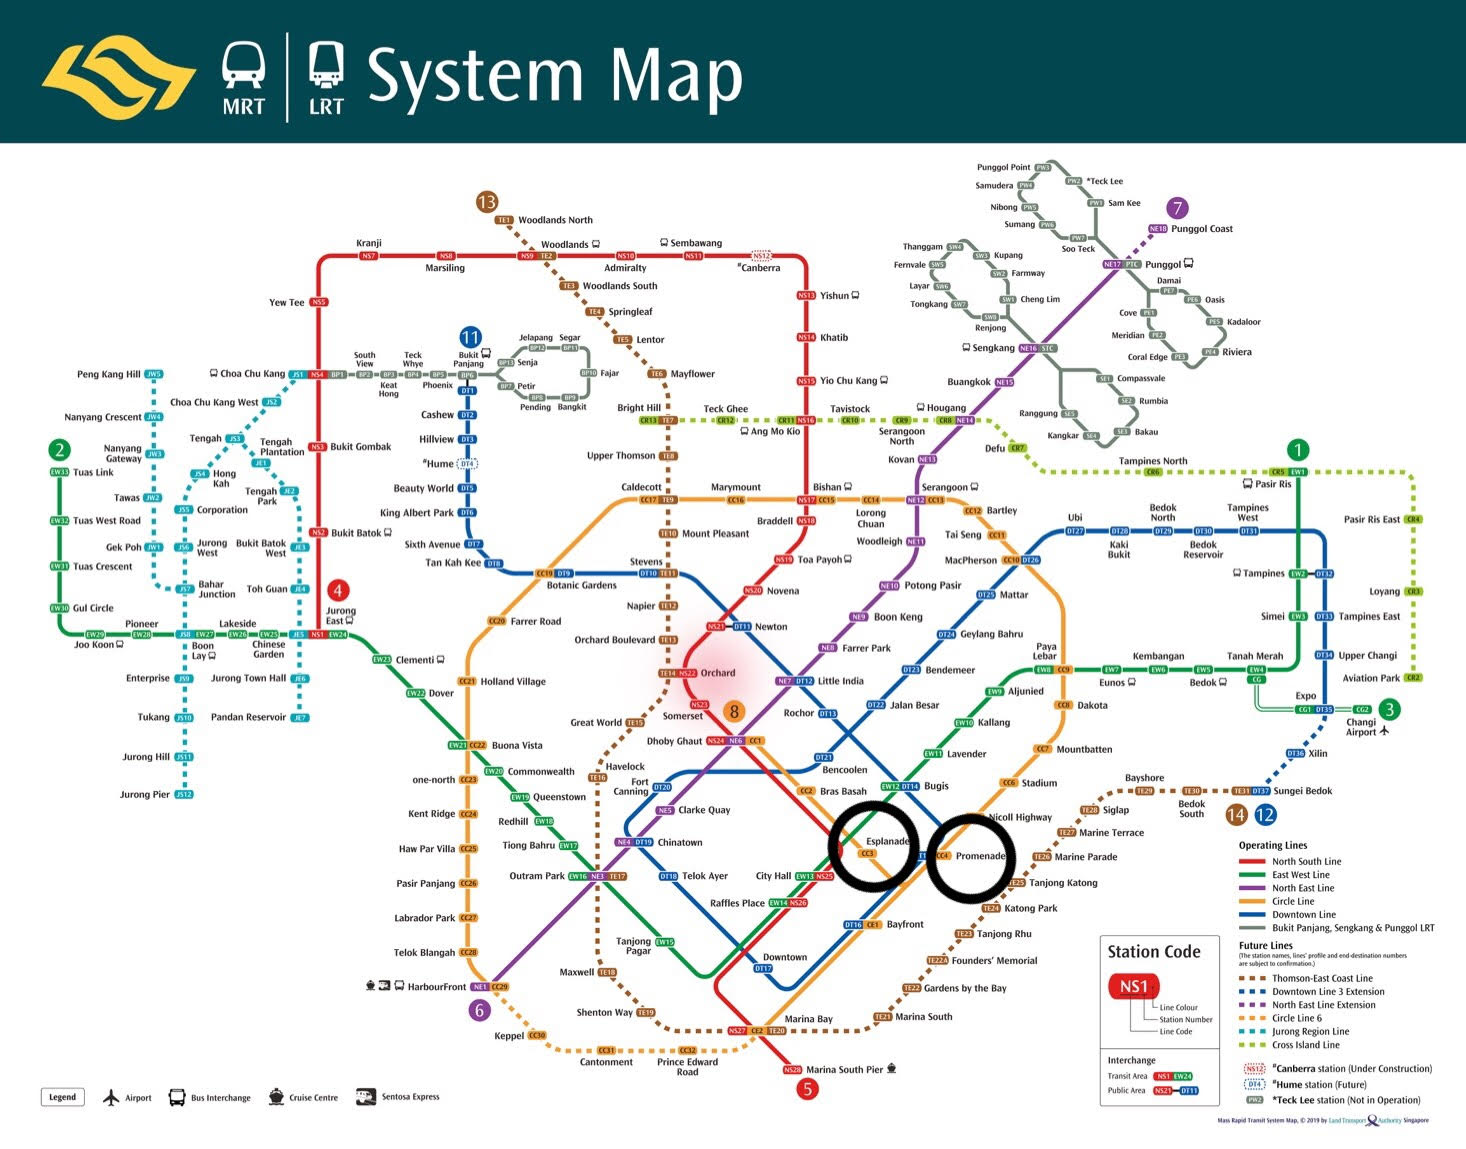 MRT
LRT
System Map
13
TE1 Woodlands North
Kranji
NS7
Marsiling
NS8
Woodlands
NS9 TE2
NS10
Admiralty
Sembawang
NS11
NS12
#Canberra
TE3 Woodlands South
TE4 Springleaf
TE5 Lentor
TE6 Mayflower
NS13 Yishun
NS14 Khatib
NS15 Yio Chu Kang
Yew Tee NS5
11
Bukit
Panjang
BP6
Choa Chu Kang JS1 NS4 BP1
South
View
BP2
BP3
Keat
Hong
Teck
Whye
BP4
BP5
Phoenix
Jelapang
BP12
Segar
BP11
BP13 Senja
BP10 Fajar
BP7 Petir
BP8
Pending
BP9
Bangkit
Punggol Point PW3
PW2 *Teck Lee
Samudera PW4
PW1 Sam Kee
Nibong PW5
Sumang PW6
PW7
Soo Teck
7
NE18 Punggol Coast
NE17 PTC Punggol
Thanggam SW4
SW3 Kupang
Fernvale SW5
SW2 Farmway
Layar SW6
SW1 Cheng Lim
Tongkang SW7
SW8
Renjong
Damai
PE7
PE6 Oasis
Cove PE1
PE5 Kadaloor
Meridian PE2
Coral Edge PE3
PE4 Riviera
Sengkang NE16 STC
Buangkok NE15
SE1 Compassvale
SE2 Rumbia
Ranggung SE5
Kangkar SE4
SE3 Bakau
Peng Kang Hill JW5
Nanyang Crescent JW4
Nanyang
Gateway JW3
Tawas JW2
Gek Poh JW1
Choa Chu Kang West JS2
Tengah JS3
Tengah
Plantation
JE1
JS4 Hong
Kah
Tengah
Park
JE2
JS5 Corporation
JS6 Jurong
West
Bukit Batok
West JE3
JS7 Bahar
Junction
Toh Guan JE4
NS3 Bukit Gombak
NS2 Bukit Batok
4
Jurong
East
JE5 NS1 EW24
DT1
Cashew DT2
Hillview DT3
#Hume DT4
Beauty World DT5
King Albert Park DT6
Sixth Avenue DT7
Tan Kah Kee DT8
Bright Hill
CR13 TE7
Teck Ghee
CR12
CR11 NS16
Ang Mo Kio
Tavistock
CR10
CR9
Serangoon
North
Hougang
CR8 NE14
Defu CR7
Tampines North
CR6
1
CR5 EW1
Pasir Ris
Pasir Ris East CR4
Loyang CR3
Aviation Park CR2
Upper Thomson TE8
Kovan NE13
Caldecott
CC17 TE9
Marymount
CC16
Bishan
NS17 CC15
CC14
Lorong
Chuan
Serangoon
NE12 CC13
CC12 Bartley
Tai Seng CC11
MacPherson CC10 DT26
Braddell NS18
NS19 Toa Payoh
NS20 Novena
TE10 Mount Pleasant
Woodleigh NE11
NE10 Potong Pasir
NE9 Boon Keng
NE8 Farrer Park
Ubi
DT27
DT28
Kaki
Bukit
Bedok
North
DT29
DT30
Bedok
Reservoir
Tampines
West
DT31
Tampines EW2 DT32
Simei EW3
DT33 Tampines East
DT34 Upper Changi
2
EW33 Tuas Link
EW32 Tuas West Road
EW31 Tuas Crescent
EW30 Gul Circle
EW29
Joo Koon
Pioneer
EW28
JS8 EW27
Boon
Lay
Lakeside
EW26
EW25
Chinese
Garden
Stevens
DT10 TE11
CC19 DT9
Botanic Gardens
CC20 Farrer Road
CC21 Holland Village
Napier TE12
Orchard Boulevard TE13
NS21 DT11 Newton
TE14 NS22 Orchard
NS23
Somerset
8
NE7 DT12 Little India
DT25 Mattar
DT24 Geylang Bahru
DT23 Bendemeer
DT22 Jalan Besar
Rochor DT13
Paya
Lebar
EW8 CC9
EW7
Eunos
Kembangan
EW6
EW5
Bedok
Tanah Merah
EW4
CG
Expo
CG1 DT35
CG2
Changi
Airport
3
DT36 Xilin
EW9 Aljunied
EW10 Kallang
EW11 Lavender
CC8 Dakota
CC7 Mountbatten
CC6 Stadium
Nicoll Highway
Enterprise JS9
Tukang JS10
Jurong Hill JS11
Jurong Pier JS12
Jurong Town Hall JE6
Pandan Reservoir JE7
EW23 Clementi
EW22 Dover
EW21 CC22 Buona Vista
EW20 Commonwealth
EW19 Queenstown
Redhill EW18
Tiong Bahru EW17
one-north CC23
Kent Ridge CC24
Haw Par Villa CC25
Pasir Panjang CC26
Labrador Park CC27
Telok Blangah CC28
Great World TE15
Havelock
TE16
Dhoby Ghaut NS24 NE6 CC1
DT21
Bencoolen
CC2 Bras Basah
Fort
Canning DT20
NE5 Clarke Quay
NE4 DT19 Chinatown
Outram Park EW16 NE3 TE17
DT18 Telok Ayer
EW12 DT14 Bugis
Esplanade
CC3
CC4 Promenade
City Hall EW13 NS25
Raffles Place EW14 NS26
DT16 CE1 Bayfront
Tanjong
Pagar EW15
Downtown
DT17
Maxwell TE18
Shenton Way TE19
Bayshore
TE29
TE30
Bedok
South
TE31 DT37 Sungei Bedok
14
12
TE28 Siglap
TE27 Marine Terrace
TE26 Marine Parade
TE25 Tanjong Katong
TE24 Katong Park
TE23 Tanjong Rhu
TE22A Founders' Memorial
TE22 Gardens by the Bay
TE21 Marina South
HarbourFront NE1 CC29
6
Keppel CC30
CC31
Cantonment
CC32
Prince Edward
Road
Marina Bay
NS27 CE2 TE20
NS28 Marina South Pier
5
Operating Lines
North South Line
East West Line
North East Line
Circle Line
Downtown Line
Bukit Panjang, Sengkang & Punggol LRT
Future Lines
(The station names, lines' profile and end-destination numbers
are subject to confirmation.)
Thomson-East Coast Line
Downtown Line 3 Extension
North East Line Extension
Circle Line 6
Jurong Region Line
Cross Island Line
NS12 #Canberra station (Under Construction)
DT4 #Hume station (Future)
PW2 *Teck Lee station (Not in Operation)
Station Code
NS1
Line Colour
Station Number
Line Code
Interchange
Transit Area NS1 EW24
Public Area NS21 DT11
Legend
Airport
Bus Interchange
Cruise Centre
Sentosa Express
Mass Rapid Transit System Map, © 2019 by Land Transport Authority Singapore